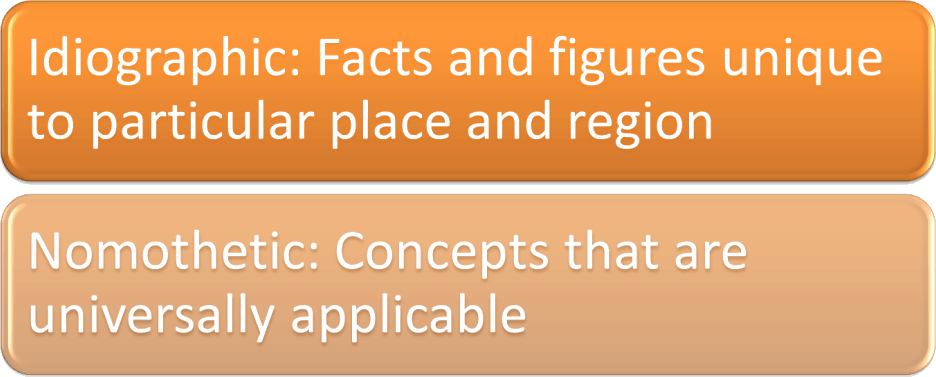 Idiographic: Facts and figures unique
to particular place and region
Nomothetic: Concepts that are
universally applicable